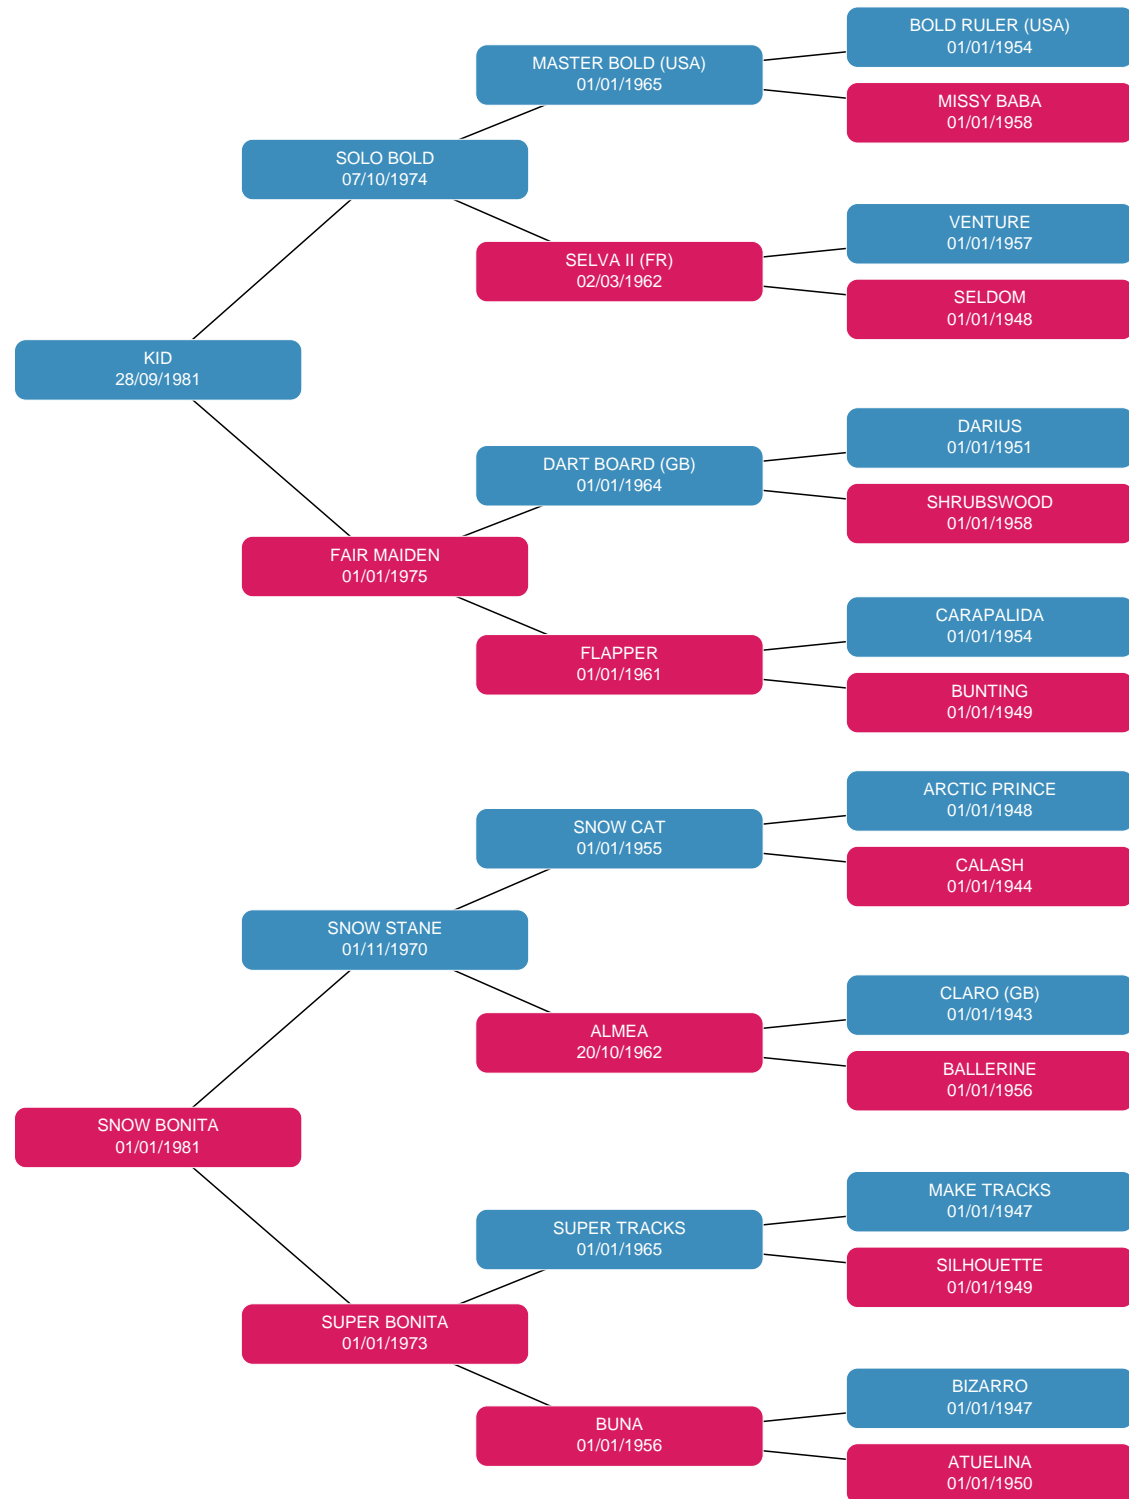 BOLD RULER (USA)
01/01/1954
MASTER BOLD (USA)
01/01/1965
MISSY BABA
01/01/1958
SOLO BOLD
07/10/1974
VENTURE
01/01/1957
SELVA II (FR)
02/03/1962
SELDOM
01/01/1948
KID
28/09/1981
DARIUS
01/01/1951
DART BOARD (GB)
01/01/1964
SHRUBSWOOD
01/01/1958
FAIR MAIDEN
01/01/1975
CARAPALIDA
01/01/1954
FLAPPER
01/01/1961
BUNTING
01/01/1949
ARCTIC PRINCE
01/01/1948
SNOW CAT
01/01/1955
CALASH
01/01/1944
SNOW STANE
01/11/1970
CLARO (GB)
01/01/1943
ALMEA
20/10/1962
BALLERINE
01/01/1956
SNOW BONITA
01/01/1981
MAKE TRACKS
01/01/1947
SUPER TRACKS
01/01/1965
SILHOUETTE
01/01/1949
SUPER BONITA
01/01/1973
BIZARRO
01/01/1947
BUNA
01/01/1956
ATUELINA
01/01/1950